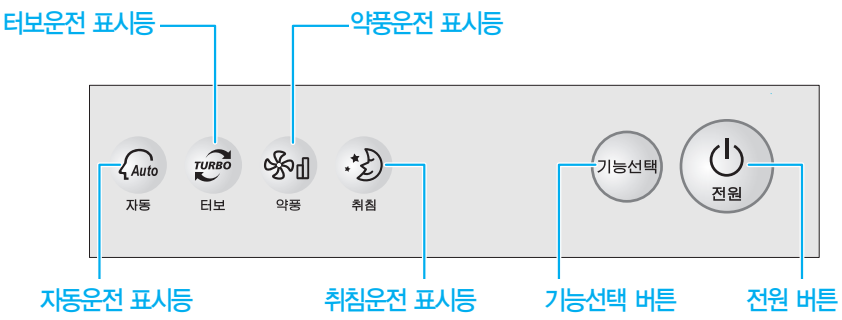 터보운전 표시등
약풍운전 표시등
Auto
TURBO
기능선택
전원
자동
터보
약풍
취침
자동운전 표시등
취침운전 표시등
기능선택 버튼
전원 버튼